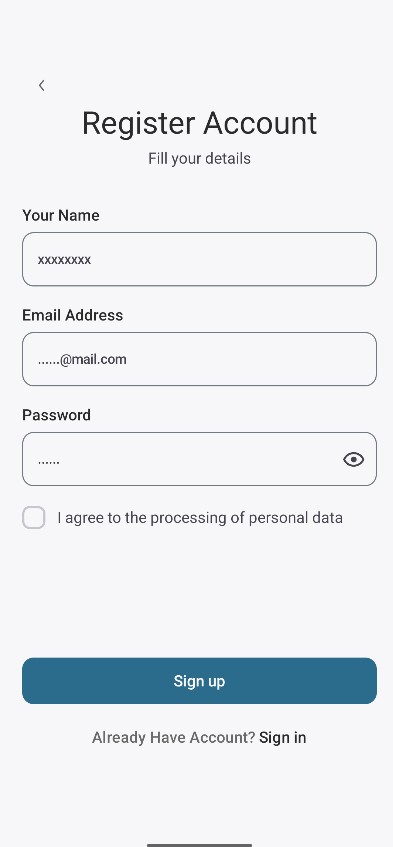 Register Account
Fill your details
Your Name
xxxxxxxx
Email Address
......@mail.com
Password
......
I agree to the processing of personal data
Sign up
Already Have Account? Sign in